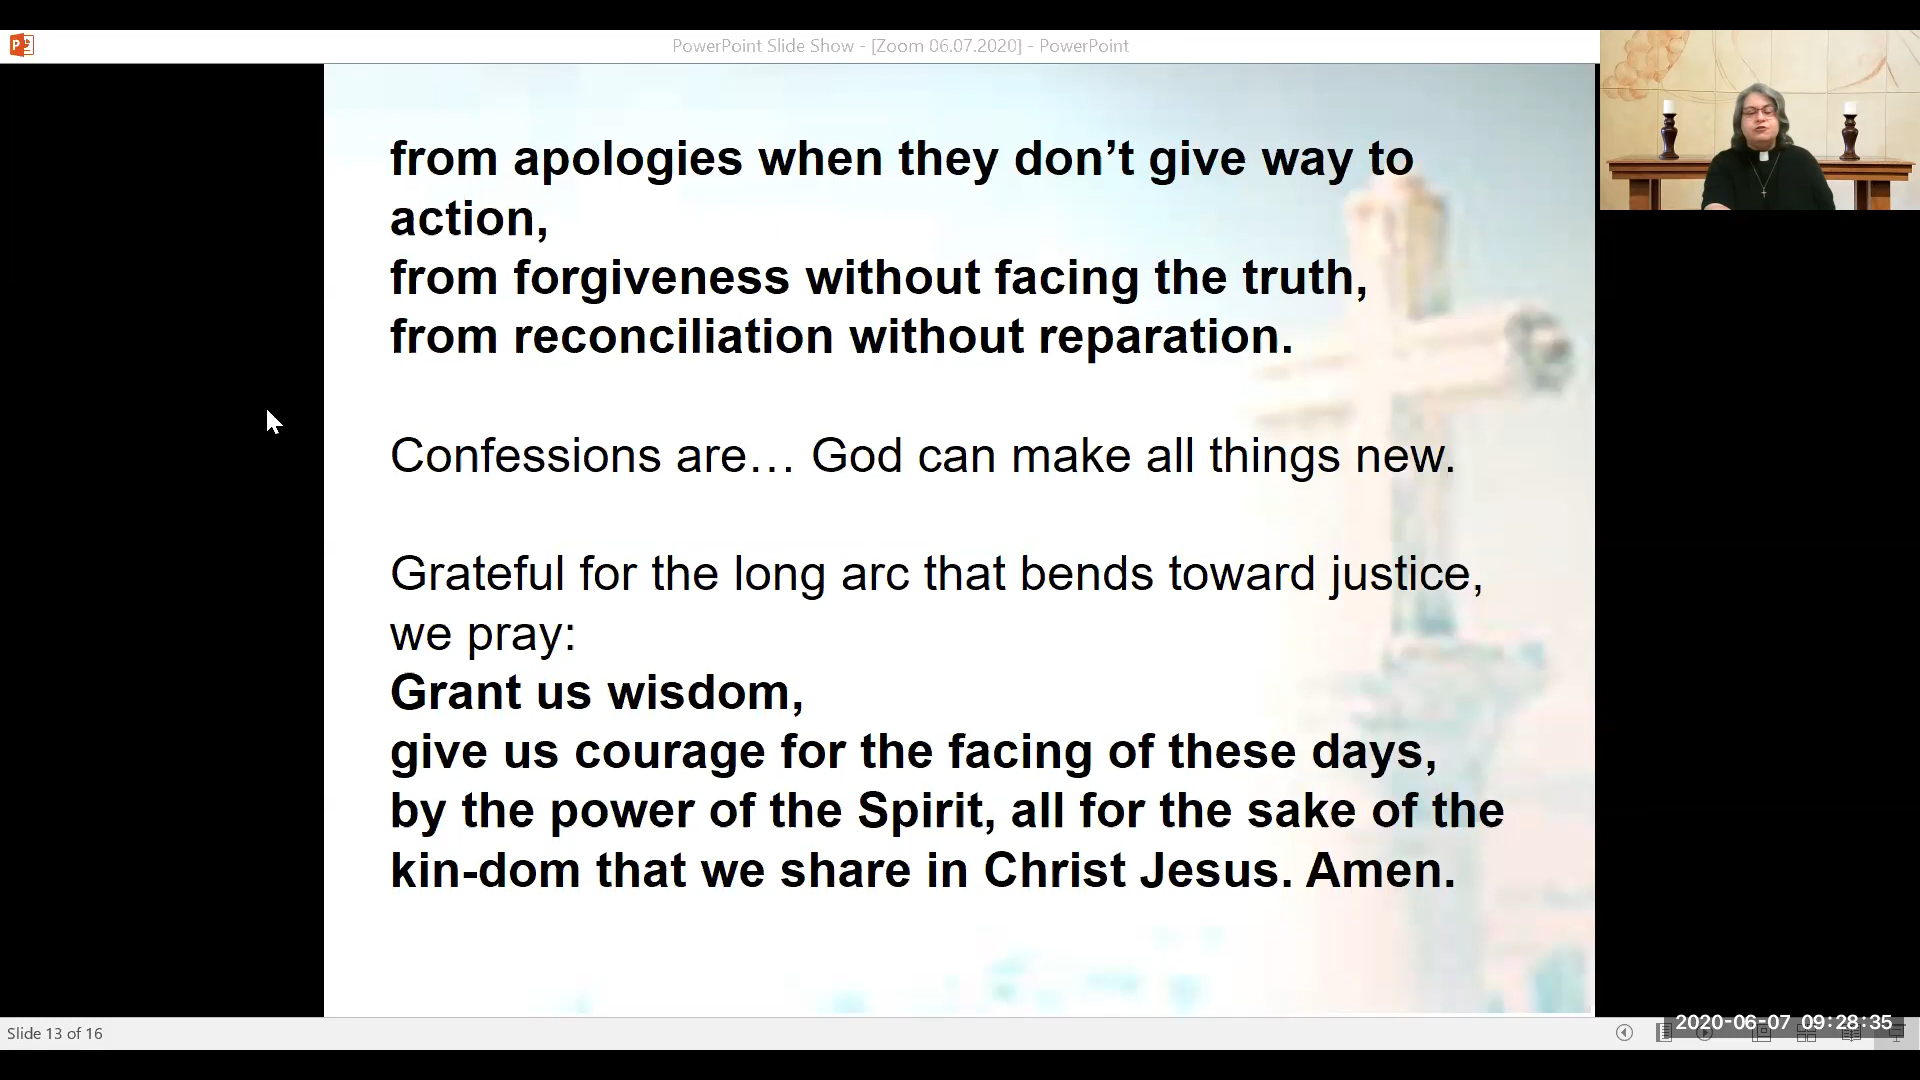 PowerPoint Slide Show - [Zoom 06.07.2020] - PowerPoint
from apologies when they don’t give way to
action,
from forgiveness without facing the truth,
from reconciliation without reparation.
Confessions are… God can make all things new.
Grateful for the long arc that bends toward justice,
we pray:
Grant us wisdom,
give us courage for the facing of these days,
by the power of the Spirit, all for the sake of the
kin-dom that we share in Christ Jesus. Amen.
Slide 13 of 16
2020-06-07 09:28:35